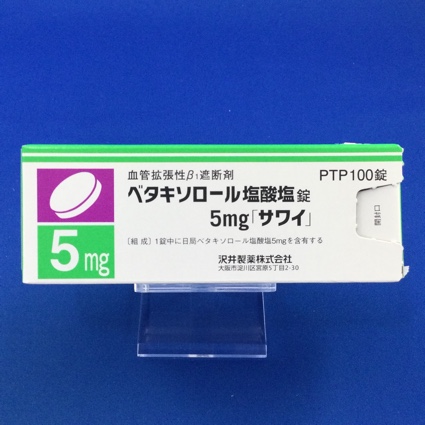 血管拡張性β1遮断剤
PTP100錠
ベタキソロール塩酸塩錠
5mg「サワイ」
〔組成〕1錠中に日局ベタキソロール塩酸塩5mgを含有する
沢井製薬株式会社
大阪市淀川区宮原5丁目2-30
5mg
開封口